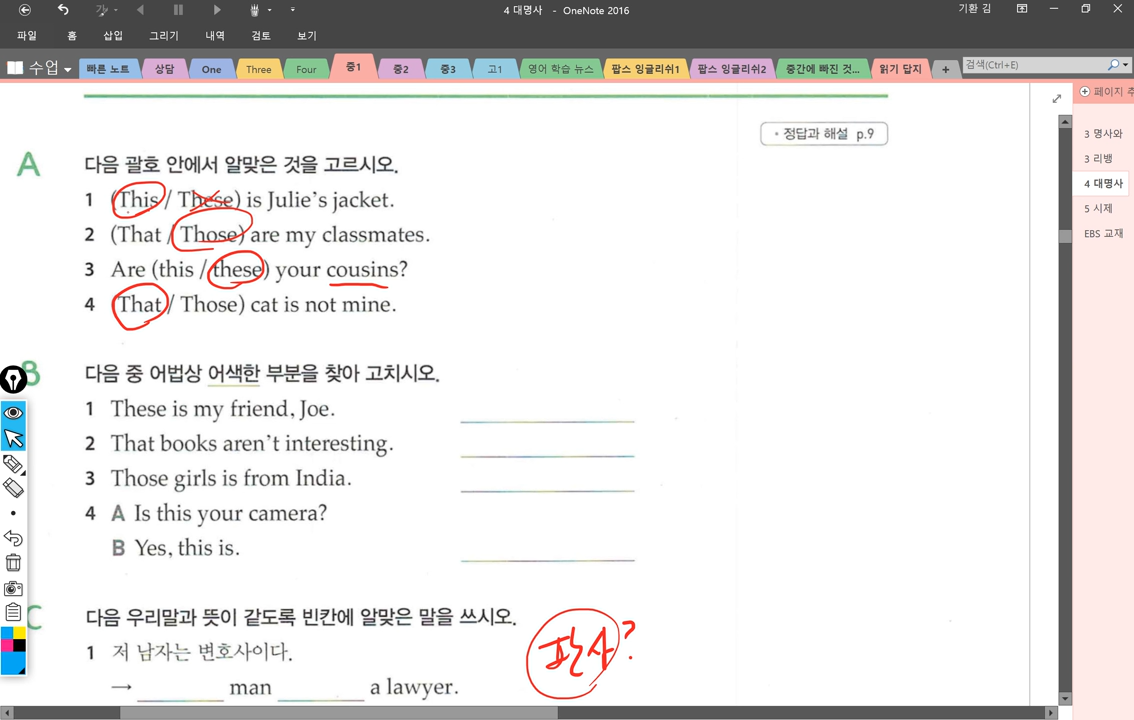 4 대명사 - OneNote 2016
기환 김
파일 홈 삽입 그리기 내역 검토 보기
수업 빠른 노트 상담 One Three Four 중1 중2 중3 고1 영어 학습 뉴스 팝스 잉글리쉬1 팝스 잉글리쉬2 중간에 빠진 것... 읽기 답지 + 검색(Ctrl+E)
페이지 추
3 명사와
3 리뱅
4 대명사
5 시제
EBS 교재
• 정답과 해설 p.9
A 다음 괄호 안에서 알맞은 것을 고르시오.
1 (This / These) is Julie's jacket.
2 (That / Those) are my classmates.
3 Are (this / these) your cousins?
4 (That / Those) cat is not mine.
B 다음 중 어법상 어색한 부분을 찾아 고치시오.
1 These is my friend, Joe.
2 That books aren't interesting.
3 Those girls is from India.
4 A Is this your camera?
B Yes, this is.
C 다음 우리말과 뜻이 같도록 빈칸에 알맞은 말을 쓰시오.
판사?
1 저 남자는 변호사이다.
→ ________ man ________ a lawyer.